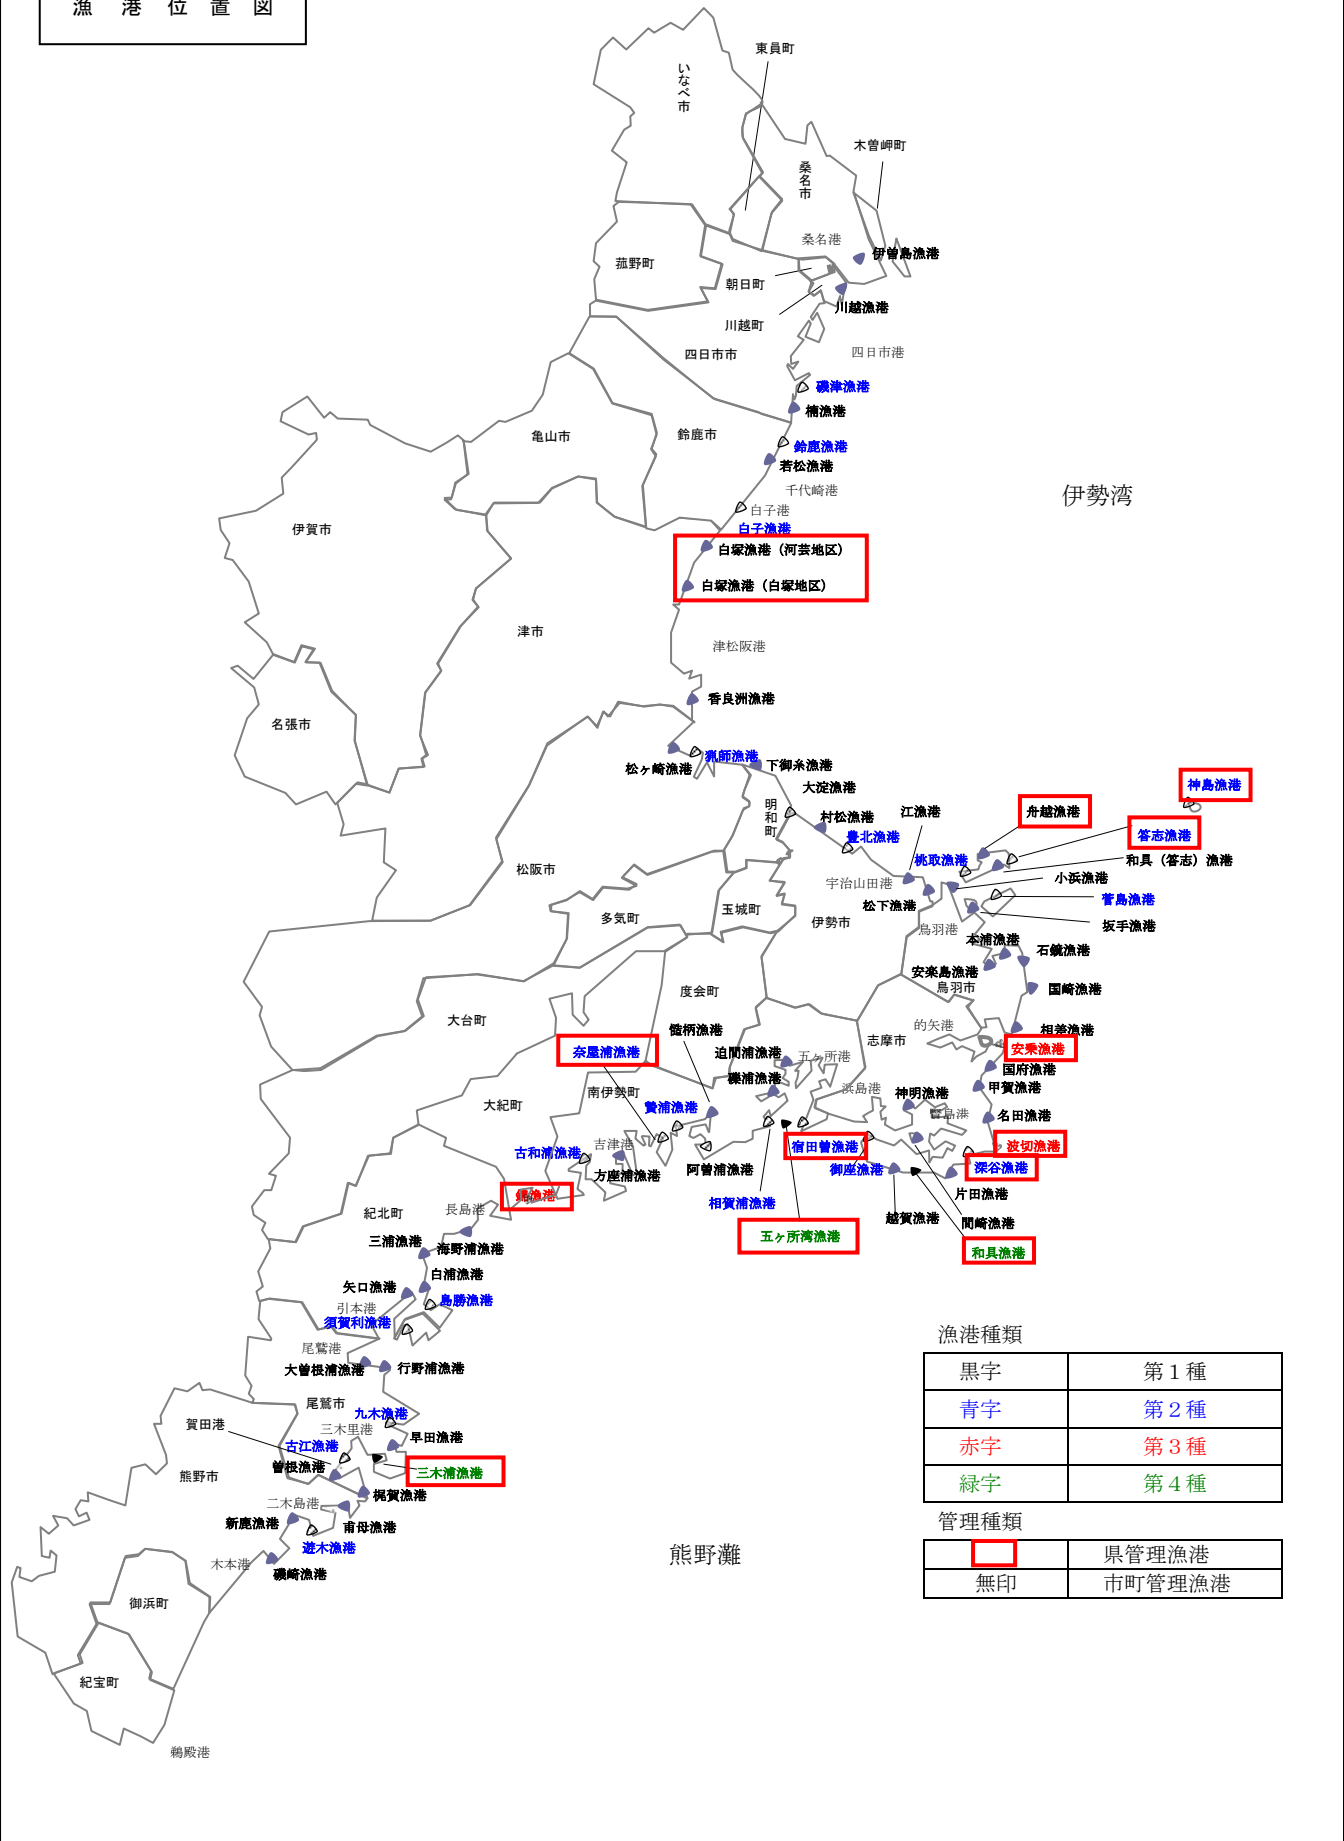 漁港位置図
東員町
いなべ市
木曽岬町
桑名市
桑名港
伊曽島漁港
菰野町
朝日町
川越漁港
川越町
四日市市
四日市港
磯津漁港
楠漁港
亀山市
鈴鹿市
鈴鹿漁港
若松漁港
千代崎港
伊勢湾
白子港
伊賀市
白子漁港
白塚漁港（河芸地区）
白塚漁港（白塚地区）
津市
津松阪港
香良洲漁港
名張市
猟師漁港
松ヶ崎漁港
下御糸漁港
大淀漁港
神島漁港
明和町
村松漁港
江漁港
舟越漁港
豊北漁港
答志漁港
桃取漁港
和具（答志）漁港
松阪市
宇治山田港
小浜漁港
松下漁港
菅島漁港
玉城町
多気町
伊勢市
鳥羽港
坂手漁港
本浦漁港
石鏡漁港
安楽島漁港
鳥羽市
度会町
国崎漁港
大台町
的矢港
相差漁港
慥柄漁港
志摩市
安乗漁港
奈屋浦漁港
迫間浦漁港
五ヶ所港
国府漁港
礫浦漁港
浜島港
神明漁港
甲賀漁港
南伊勢町
大紀町
贄浦漁港
賢島港
名田漁港
吉津港
宿田曽漁港
波切漁港
古和浦漁港
阿曽浦漁港
御座漁港
深谷漁港
方座浦漁港
錦漁港
相賀浦漁港
片田漁港
長島港
紀北町
越賀漁港
間崎漁港
三浦漁港
海野浦漁港
五ヶ所湾漁港
和具漁港
白浦漁港
矢口漁港
島勝漁港
引本港
須賀利漁港
尾鷲港
大曽根浦漁港
行野浦漁港
尾鷲市
九木漁港
賀田港
三木里港
早田漁港
古江漁港
曽根漁港
三木浦漁港
熊野市
梶賀漁港
二木島港
新鹿漁港
甫母漁港
遊木漁港
木本港
磯崎漁港
熊野灘
御浜町
紀宝町
鵜殿港
漁港種類
黒字 第１種
青字 第２種
赤字 第３種
緑字 第４種
管理種類
県管理漁港
無印 市町管理漁港